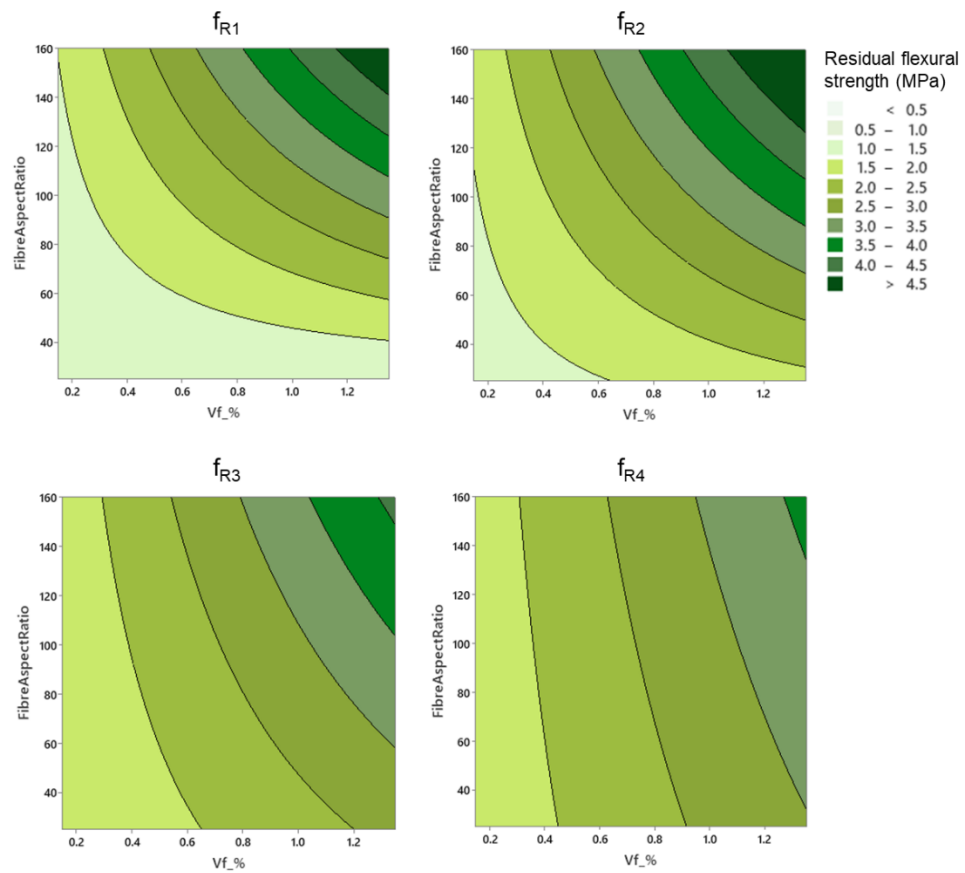 f_R1
160
140
120
100
80
60
40
FibreAspectRatio
0.2 0.4 0.6 0.8 1.0 1.2
Vf_%
f_R2
160
140
120
100
80
60
40
FibreAspectRatio
0.2 0.4 0.6 0.8 1.0 1.2
Vf_%
Residual flexural
strength (MPa)
< 0.5
0.5 – 1.0
1.0 – 1.5
1.5 – 2.0
2.0 – 2.5
2.5 – 3.0
3.0 – 3.5
3.5 – 4.0
4.0 – 4.5
> 4.5
f_R3
160
140
120
100
80
60
40
FibreAspectRatio
0.2 0.4 0.6 0.8 1.0 1.2
Vf_%
f_R4
160
140
120
100
80
60
40
FibreAspectRatio
0.2 0.4 0.6 0.8 1.0 1.2
Vf_%